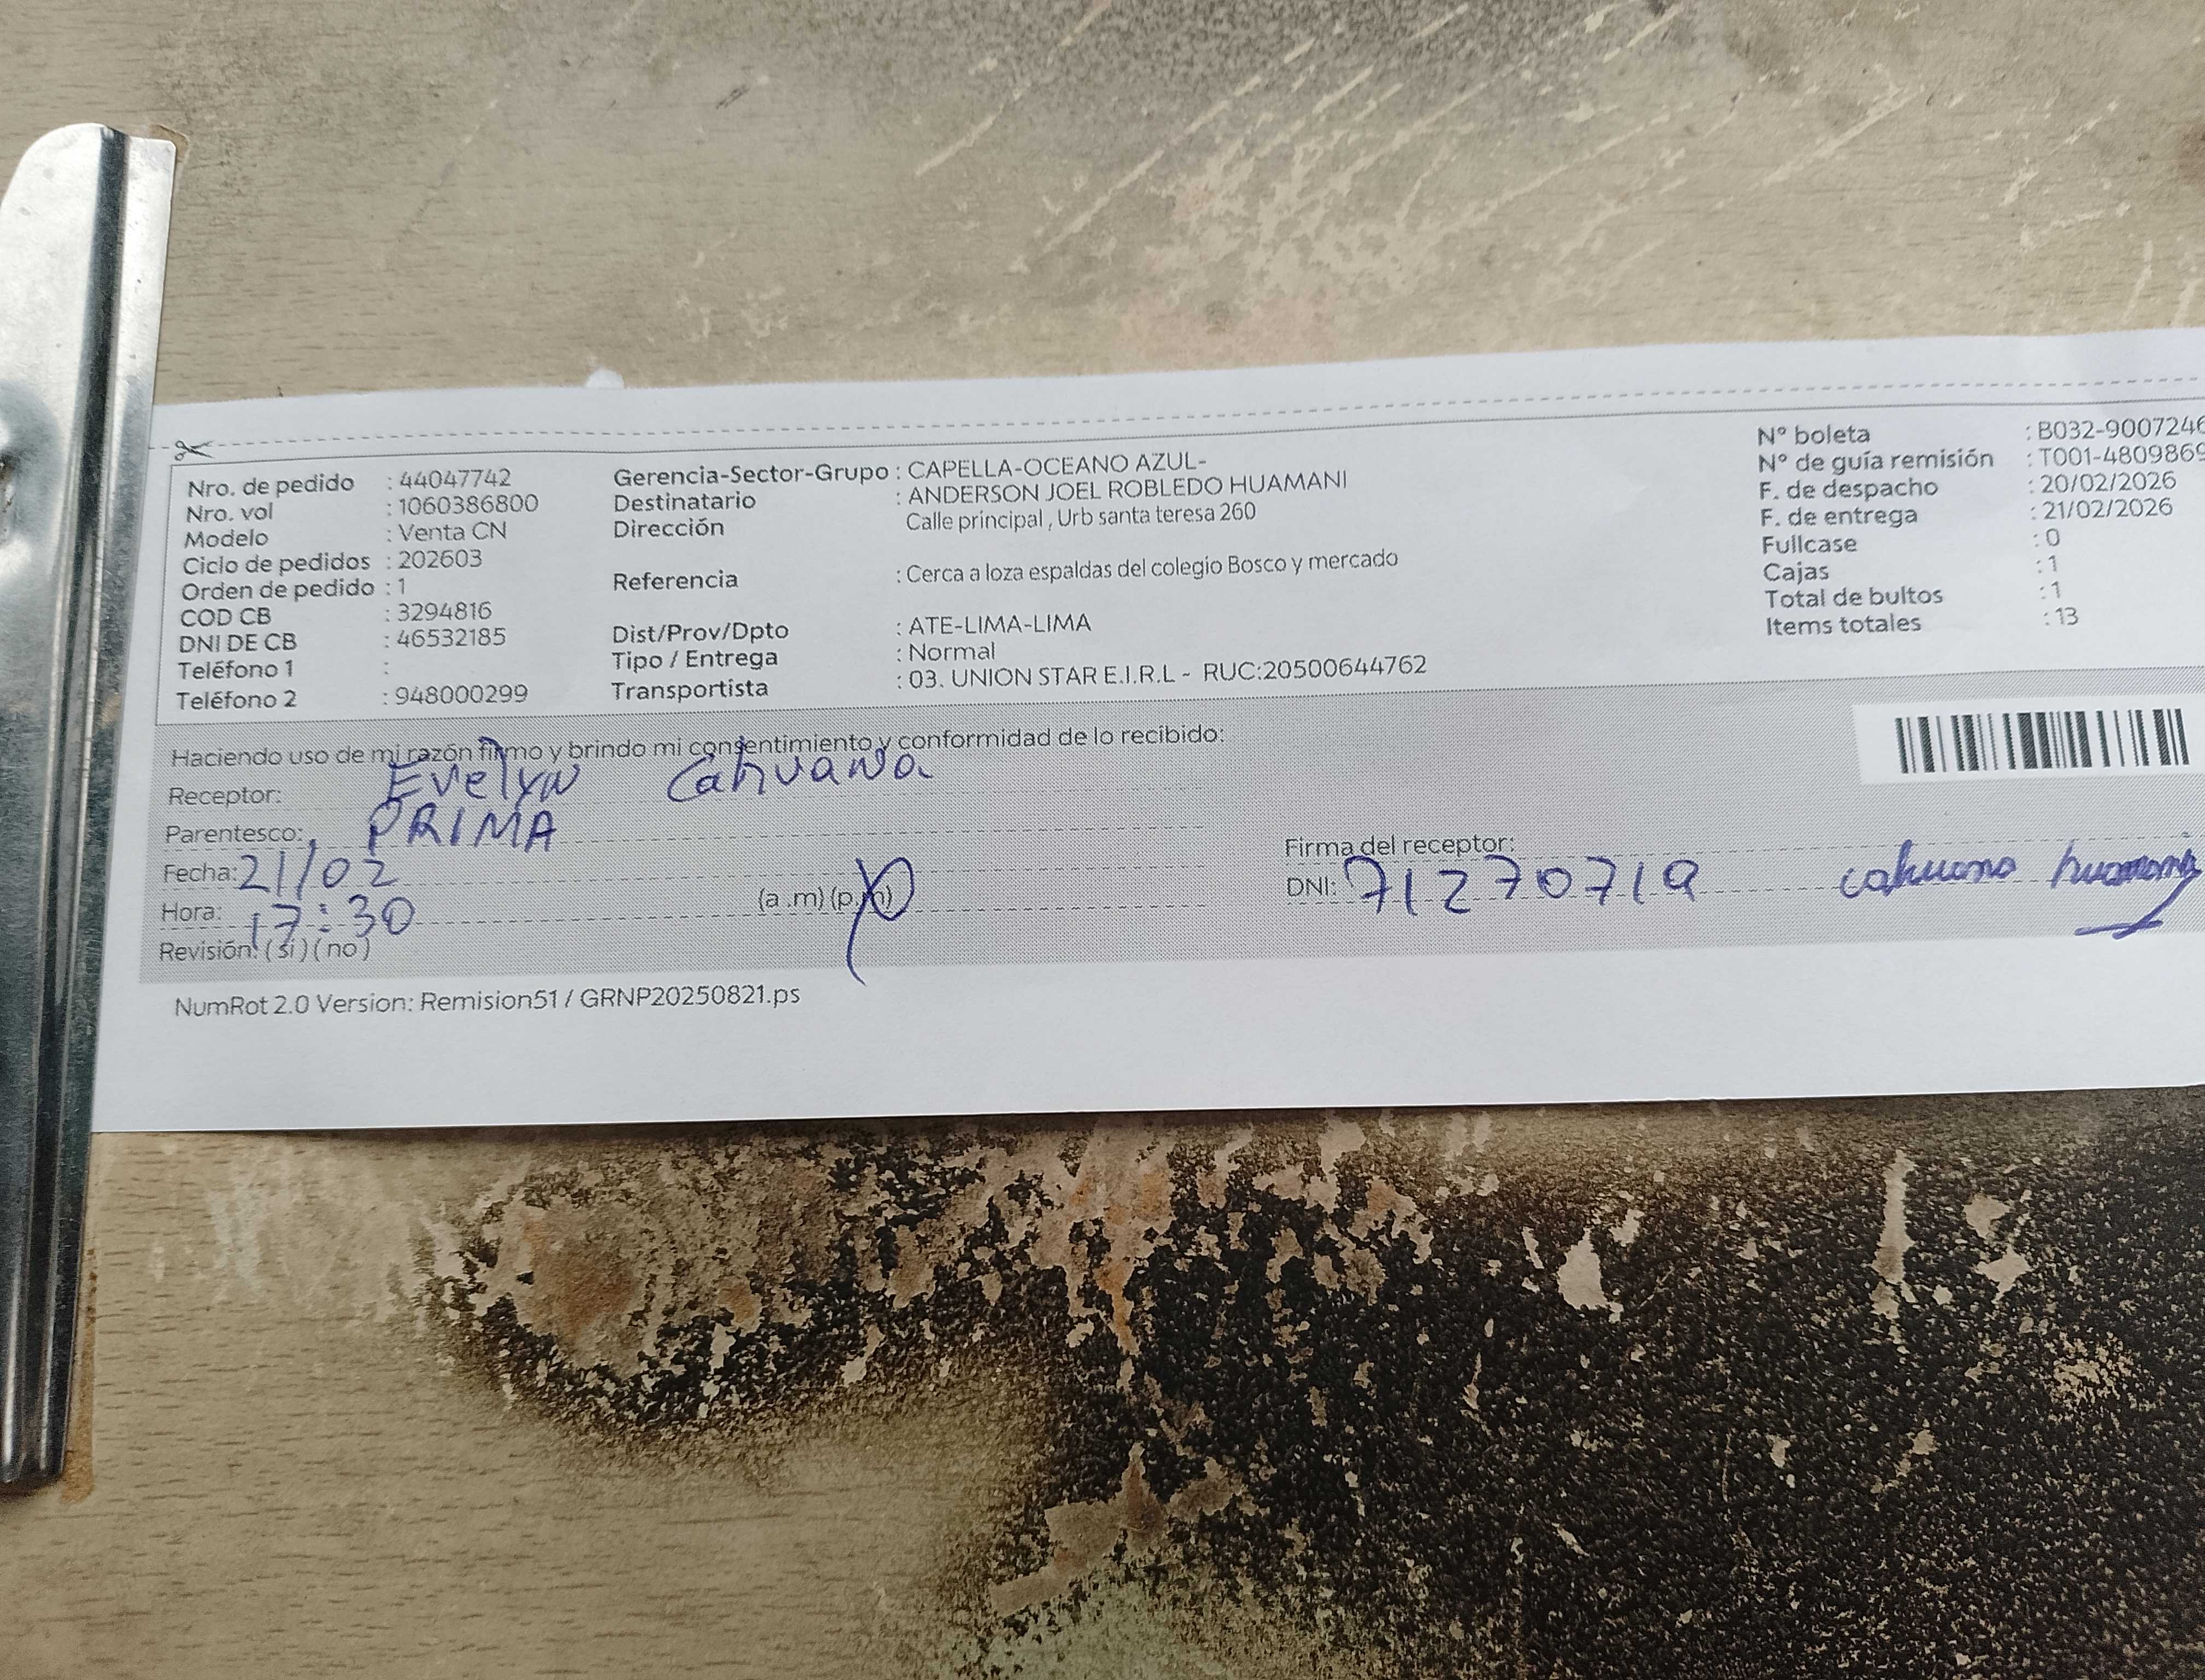 Nro. de pedido : 44047742
Nro. vol : 1060386800
Modelo : Venta CN
Ciclo de pedidos : 202603
Orden de pedido : 1
COD CB : 3294816
DNI DE CB : 46532185
Teléfono 1 :
Teléfono 2 : 948000299
Gerencia-Sector-Grupo : CAPELLA-OCEANO AZUL-
Destinatario : ANDERSON JOEL ROBLEDO HUAMANI
Dirección Calle principal , Urb santa teresa 260
Referencia : Cerca a loza espaldas del colegio Bosco y mercado
Dist/Prov/Dpto : ATE-LIMA-LIMA
Tipo / Entrega : Normal
Transportista : 03. UNION STAR E.I.R.L - RUC:20500644762
N° boleta : B032-9007246
N° de guía remisión : T001-4809869
F. de despacho : 20/02/2026
F. de entrega : 21/02/2026
Fullcase : 0
Cajas : 1
Total de bultos : 1
Items totales : 13
Haciendo uso de mi razón firmo y brindo mi consentimiento y conformidad de lo recibido:
Receptor: Evelyn Cahuana
Parentesco: PRIMA
Fecha: 21/02
Hora: 17:30 (a .m) (p.m)
Revisión: (si) (no)
Firma del receptor:
DNI: 71270719 cahuana huamani
NumRot 2.0 Version: Remision51 / GRNP20250821.ps